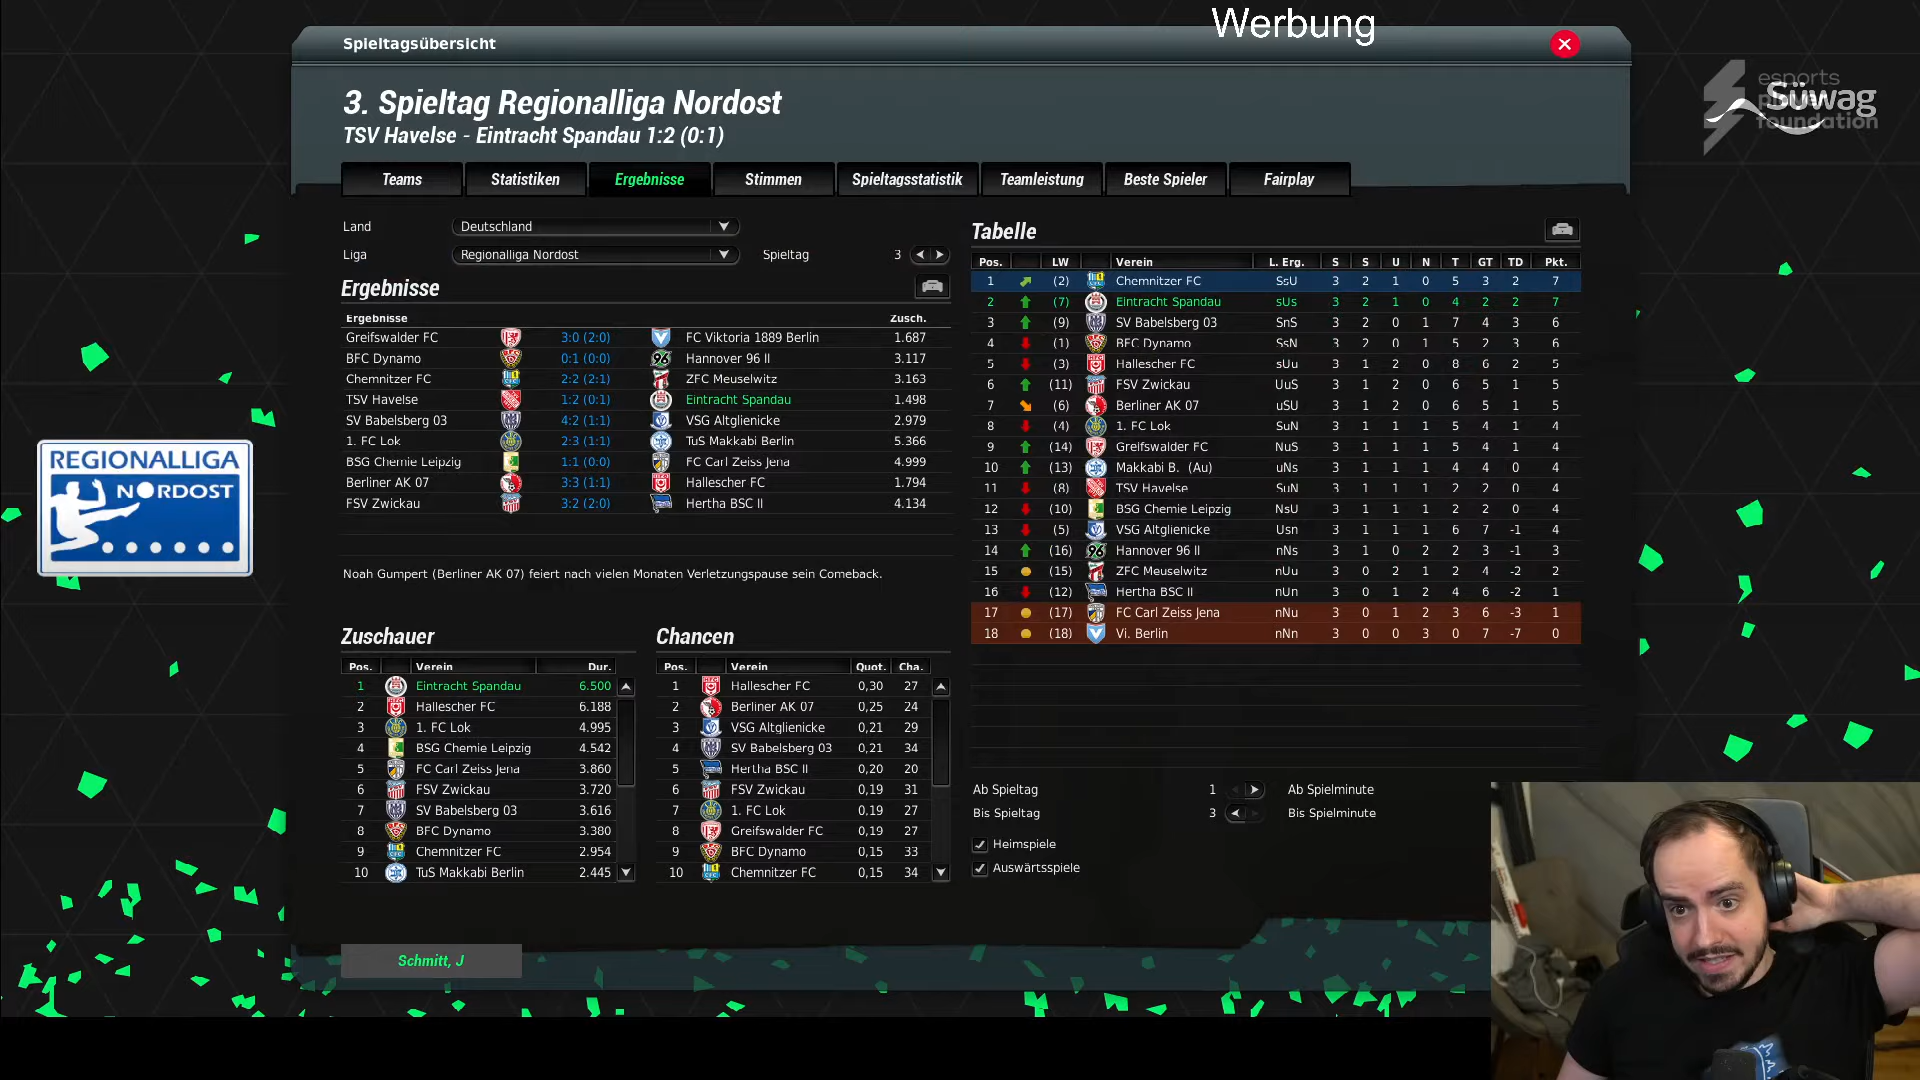 Werbung
Spieltagsübersicht
3. Spieltag Regionalliga Nordost
TSV Havelse - Eintracht Spandau 1:2 (0:1)
esports
Süwag
foundation
Teams Statistiken Ergebnisse Stimmen Spieltagsstatistik Teamleistung Beste Spieler Fairplay
Land Deutschland
Liga Regionalliga Nordost Spieltag 3
Ergebnisse
Ergebnisse Zusch.
Greifswalder FC 3:0 (2:0) FC Viktoria 1889 Berlin 1.687
BFC Dynamo 0:1 (0:0) Hannover 96 II 3.117
Chemnitzer FC 2:2 (2:1) ZFC Meuselwitz 3.163
TSV Havelse 1:2 (0:1) Eintracht Spandau 1.498
SV Babelsberg 03 4:2 (1:1) VSG Altglienicke 2.979
1. FC Lok 2:3 (1:1) TuS Makkabi Berlin 5.366
BSG Chemie Leipzig 1:1 (0:0) FC Carl Zeiss Jena 4.999
Berliner AK 07 3:3 (1:1) Hallescher FC 1.794
FSV Zwickau 3:2 (2:0) Hertha BSC II 4.134
Noah Gumpert (Berliner AK 07) feiert nach vielen Monaten Verletzungspause sein Comeback.
Tabelle
Pos. LW Verein L. Erg. S S U N T GT TD Pkt.
1 (2) Chemnitzer FC SsU 3 2 1 0 5 3 2 7
2 (7) Eintracht Spandau sUs 3 2 1 0 4 2 2 7
3 (9) SV Babelsberg 03 SnS 3 2 0 1 7 4 3 6
4 (1) BFC Dynamo SsN 3 2 0 1 5 2 3 6
5 (3) Hallescher FC sUu 3 1 2 0 8 6 2 5
6 (11) FSV Zwickau UuS 3 1 2 0 6 5 1 5
7 (6) Berliner AK 07 uSU 3 1 2 0 6 5 1 5
8 (4) 1. FC Lok SuN 3 1 1 1 5 4 1 4
9 (14) Greifswalder FC NuS 3 1 1 1 5 4 1 4
10 (13) Makkabi B. (Au) uNs 3 1 1 1 4 4 0 4
11 (8) TSV Havelse SuN 3 1 1 1 2 2 0 4
12 (10) BSG Chemie Leipzig NsU 3 1 1 1 2 2 0 4
13 (5) VSG Altglienicke Usn 3 1 1 1 6 7 -1 4
14 (16) Hannover 96 II nNs 3 1 0 2 2 3 -1 3
15 (15) ZFC Meuselwitz nUu 3 0 2 1 2 4 -2 2
16 (12) Hertha BSC II nUn 3 0 1 2 4 6 -2 1
17 (17) FC Carl Zeiss Jena nNu 3 0 1 2 3 6 -3 1
18 (18) Vi. Berlin nNn 3 0 0 3 0 7 -7 0
REGIONALLIGA
NORDOST
Zuschauer
Pos. Verein Dur.
1 Eintracht Spandau 6.500
2 Hallescher FC 6.188
3 1. FC Lok 4.995
4 BSG Chemie Leipzig 4.542
5 FC Carl Zeiss Jena 3.860
6 FSV Zwickau 3.720
7 SV Babelsberg 03 3.616
8 BFC Dynamo 3.380
9 Chemnitzer FC 2.954
10 TuS Makkabi Berlin 2.445
Chancen
Pos. Verein Quot. Cha.
1 Hallescher FC 0,30 27
2 Berliner AK 07 0,25 24
3 VSG Altglienicke 0,21 29
4 SV Babelsberg 03 0,21 34
5 Hertha BSC II 0,20 20
6 FSV Zwickau 0,19 31
7 1. FC Lok 0,19 27
8 Greifswalder FC 0,19 27
9 BFC Dynamo 0,15 33
10 Chemnitzer FC 0,15 34
Ab Spieltag 1 Ab Spielminute
Bis Spieltag 3 Bis Spielminute
Heimspiele
Auswärtsspiele
Schmitt, J